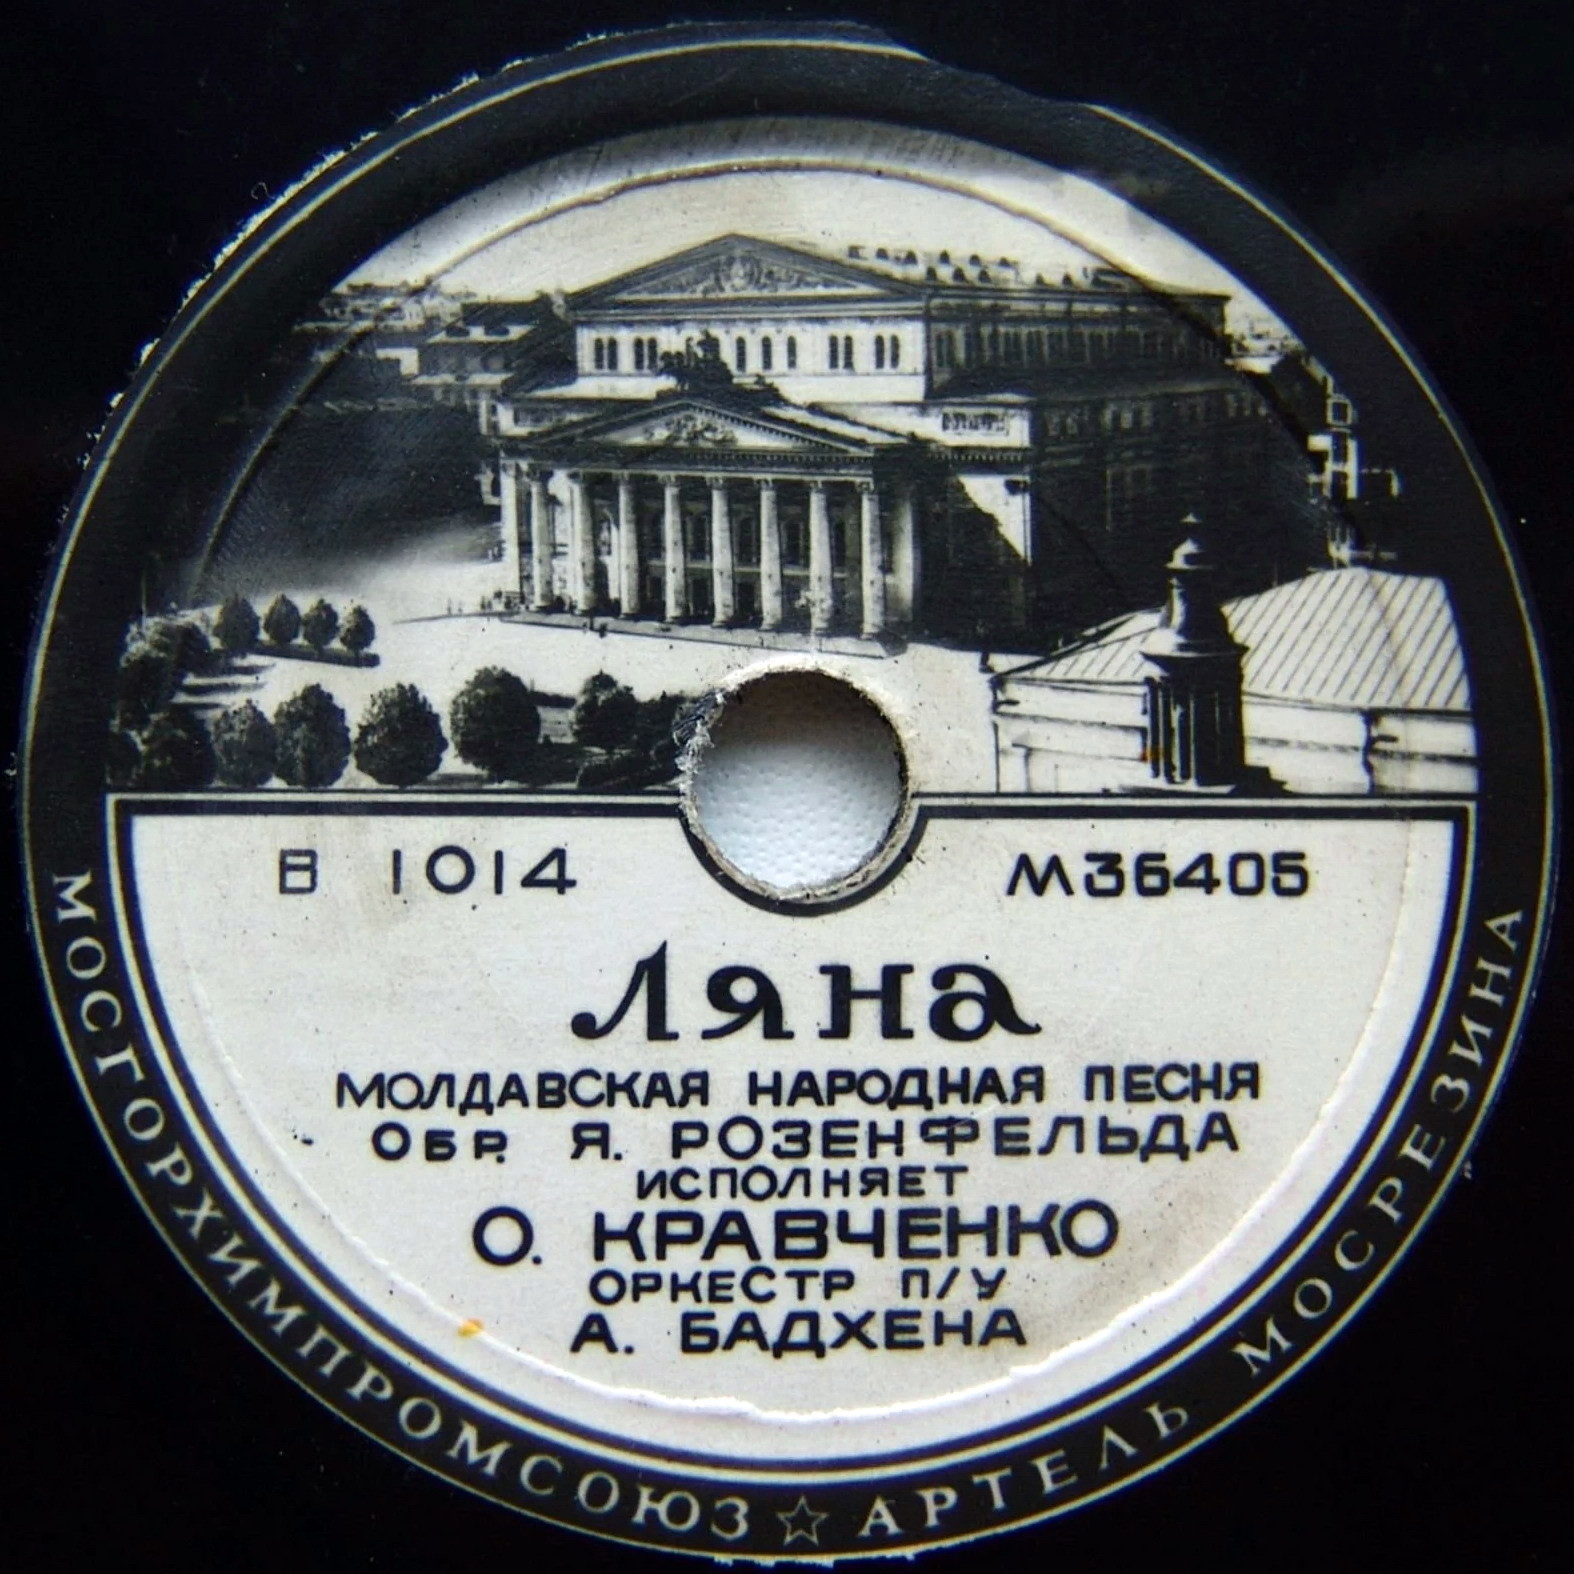 В 1014
М36405
Ляна
МОЛДАВСКАЯ НАРОДНАЯ ПЕСНЯ
ОБР. Я. РОЗЕНФЕЛЬДА
ИСПОЛНЯЕТ
О. КРАВЧЕНКО
ОРКЕСТР П/У
А. БАДХЕНА
МОСГОРХИМПРОМСОЮЗ ☆ АРТЕЛЬ МОСРЕЗИНА